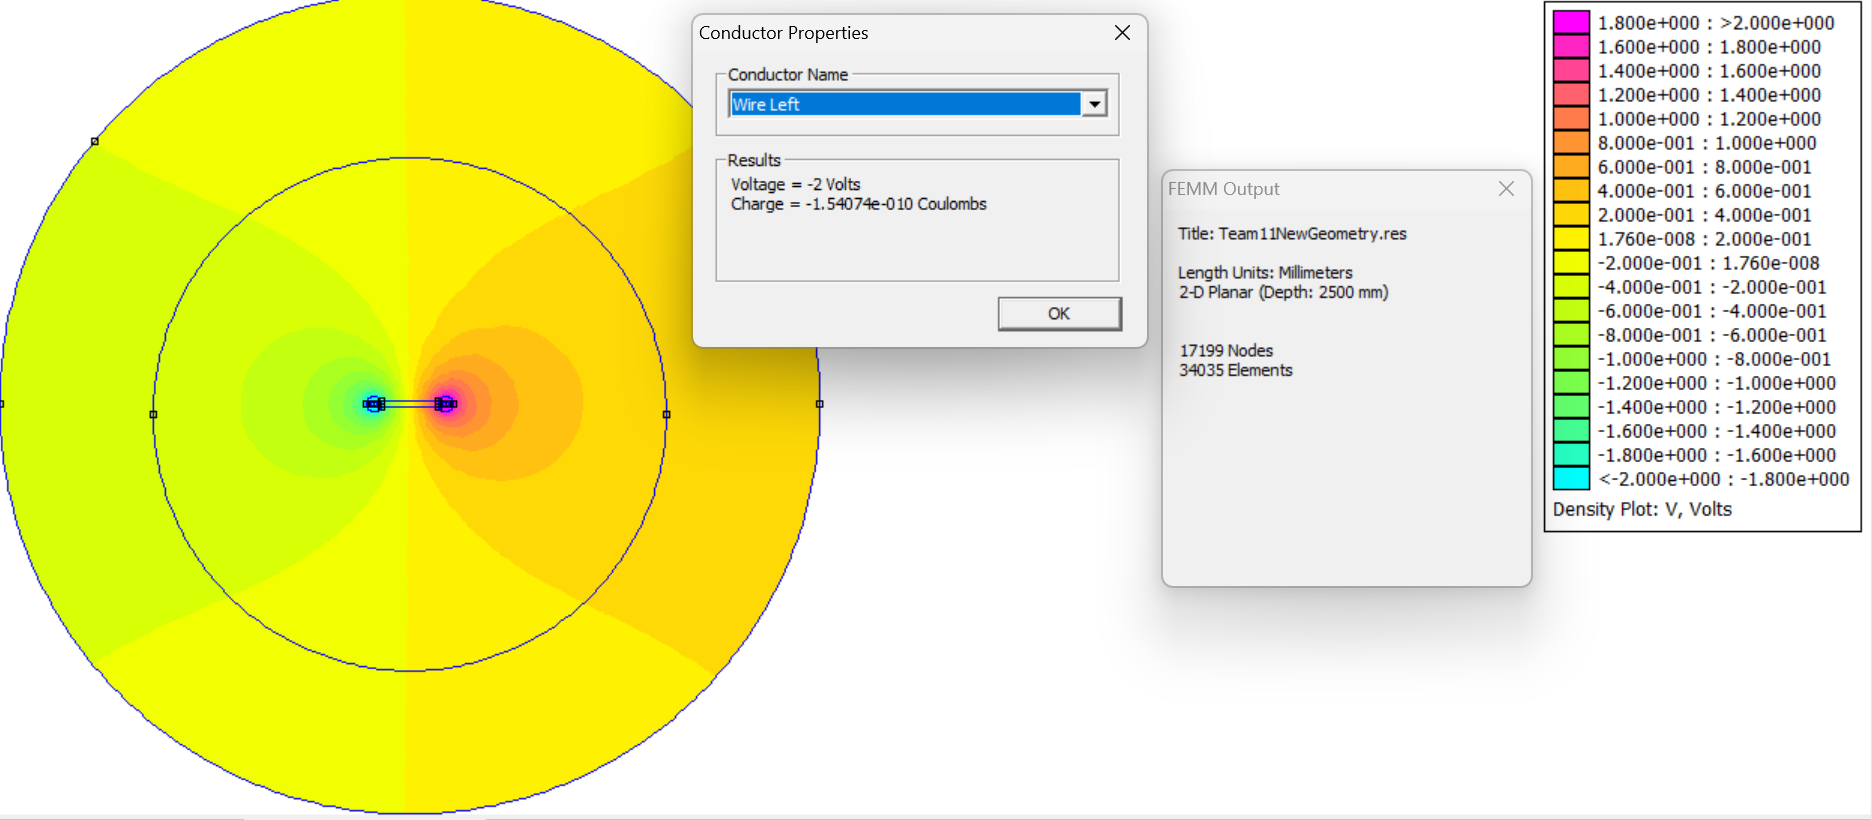 Conductor Properties
Conductor Name
Wire Left
Results
Voltage = -2 Volts
Charge = -1.54074e-010 Coulombs
OK
FEMM Output
Title: Team11NewGeometry.res
Length Units: Millimeters
2-D Planar (Depth: 2500 mm)
17199 Nodes
34035 Elements
1.800e+000 : >2.000e+000
1.600e+000 : 1.800e+000
1.400e+000 : 1.600e+000
1.200e+000 : 1.400e+000
1.000e+000 : 1.200e+000
8.000e-001 : 1.000e+000
6.000e-001 : 8.000e-001
4.000e-001 : 6.000e-001
2.000e-001 : 4.000e-001
1.760e-008 : 2.000e-001
-2.000e-001 : 1.760e-008
-4.000e-001 : -2.000e-001
-6.000e-001 : -4.000e-001
-8.000e-001 : -6.000e-001
-1.000e+000 : -8.000e-001
-1.200e+000 : -1.000e+000
-1.400e+000 : -1.200e+000
-1.600e+000 : -1.400e+000
-1.800e+000 : -1.600e+000
<-2.000e+000 : -1.800e+000
Density Plot: V, Volts